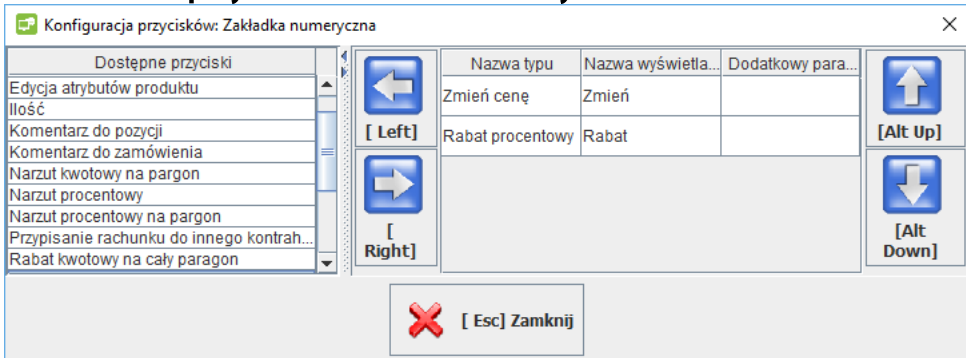 Konfiguracja przycisków: Zakładka numeryczna
Dostępne przyciski
Edycja atrybutów produktu
Ilość
Komentarz do pozycji
Komentarz do zamówienia
Narzut kwotowy na pargon
Narzut procentowy
Narzut procentowy na pargon
Przypisanie rachunku do innego kontrah...
Rabat kwotowy na cały paragon
[ Left]
[
Right]
Nazwa typu Nazwa wyświetla... Dodatkowy para...
Zmień cenę Zmień
Rabat procentowy Rabat
[Alt Up]
[Alt
Down]
[ Esc] Zamknij